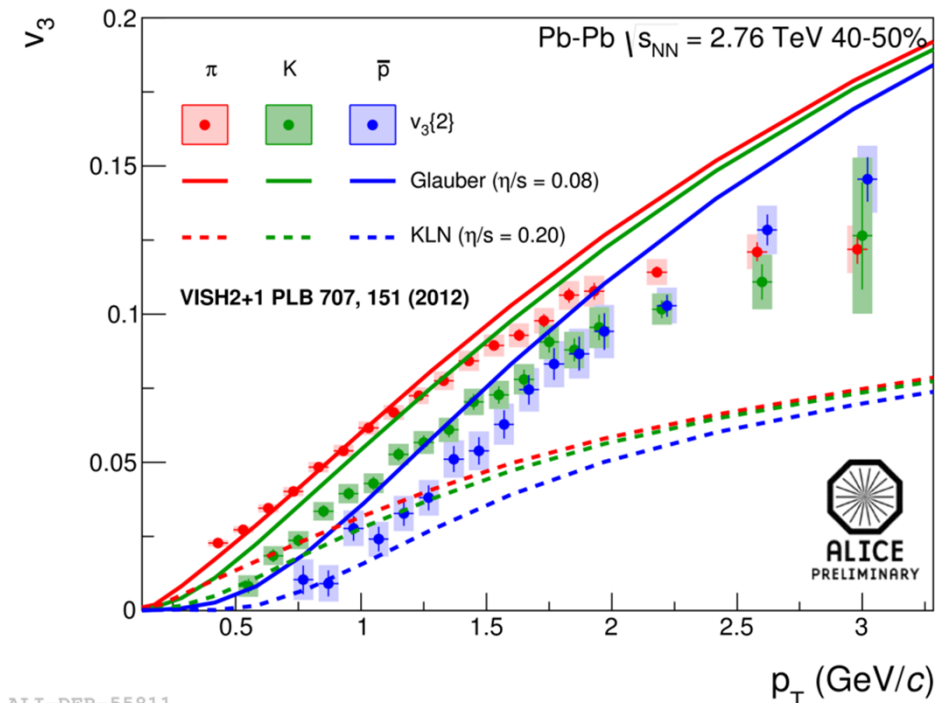 v₃
0.2
Pb-Pb √s_NN = 2.76 TeV 40-50%
π K p̅
v₃{2}
0.15
Glauber (η/s = 0.08)
KLN (η/s = 0.20)
VISH2+1 PLB 707, 151 (2012)
0.1
0.05
ALICE
PRELIMINARY
0
0.5 1 1.5 2 2.5 3
p_T (GeV/c)